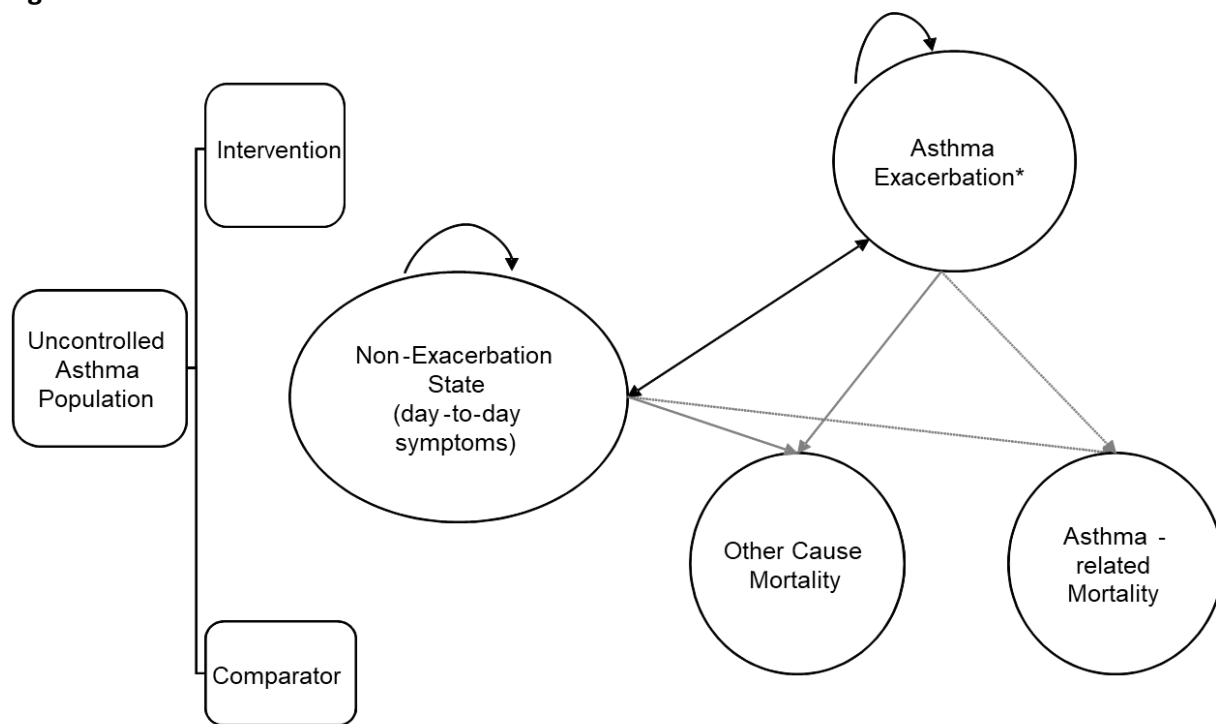 Intervention
Asthma
Exacerbation*
Uncontrolled
Asthma
Population
Non-Exacerbation
State
(day-to-day
symptoms)
Other Cause
Mortality
Asthma -
related
Mortality
Comparator